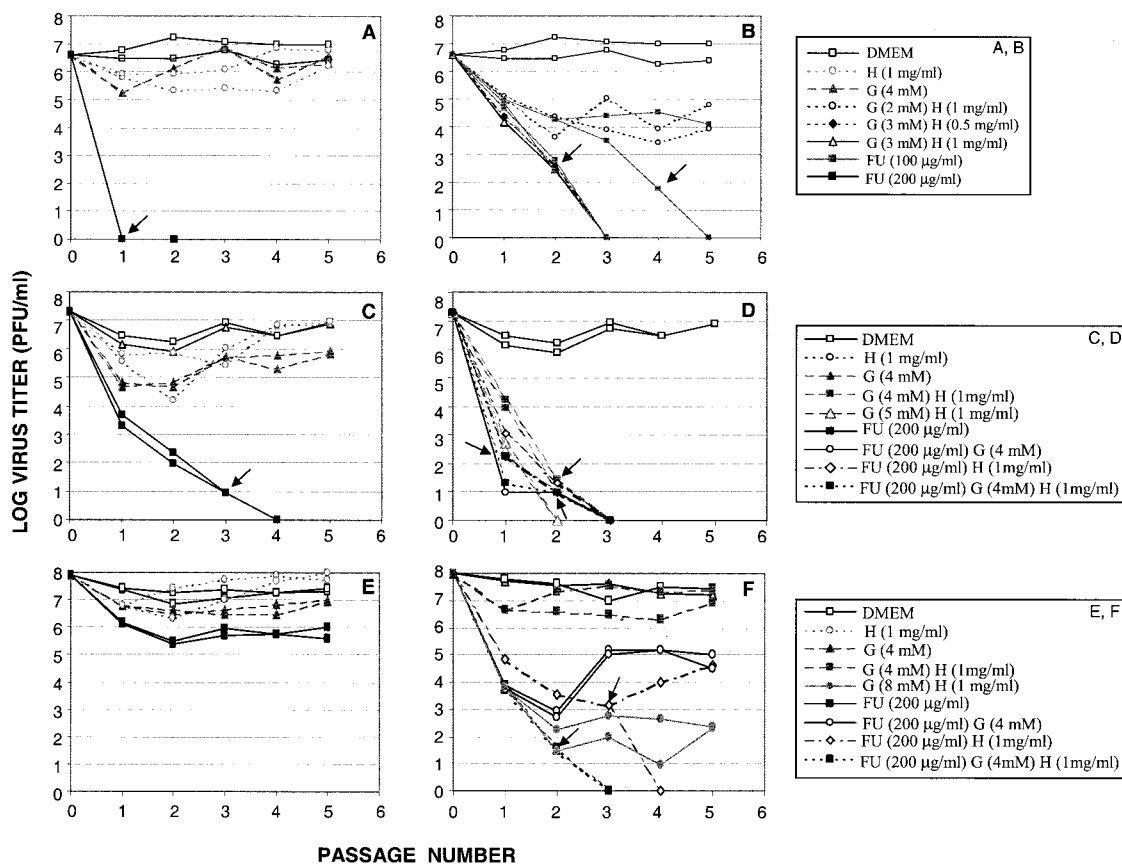 LOG VIRUS TITER (PFU/ml)
A
8
7
6
5
4
3
2
1
0
0 1 2 3 4 5 6
B
8
7
6
5
4
3
2
1
0
0 1 2 3 4 5 6
A, B
DMEM
H (1 mg/ml)
G (4 mM)
G (2 mM) H (1 mg/ml)
G (3 mM) H (0.5 mg/ml)
G (3 mM) H (1 mg/ml)
FU (100 µg/ml)
FU (200 µg/ml)
C
8
7
6
5
4
3
2
1
0
0 1 2 3 4 5 6
D
8
7
6
5
4
3
2
1
0
0 1 2 3 4 5 6
C, D
DMEM
H (1 mg/ml)
G (4 mM)
G (4 mM) H (1mg/ml)
G (5 mM) H (1 mg/ml)
FU (200 µg/ml)
FU (200 µg/ml) G (4 mM)
FU (200 µg/ml) H (1mg/ml)
FU (200 µg/ml) G (4mM) H (1mg/ml)
E
8
7
6
5
4
3
2
1
0
0 1 2 3 4 5 6
F
8
7
6
5
4
3
2
1
0
0 1 2 3 4 5 6
E, F
DMEM
H (1 mg/ml)
G (4 mM)
G (4 mM) H (1mg/ml)
G (8 mM) H (1 mg/ml)
FU (200 µg/ml)
FU (200 µg/ml) G (4 mM)
FU (200 µg/ml) H (1mg/ml)
FU (200 µg/ml) G (4mM) H (1mg/ml)
PASSAGE NUMBER